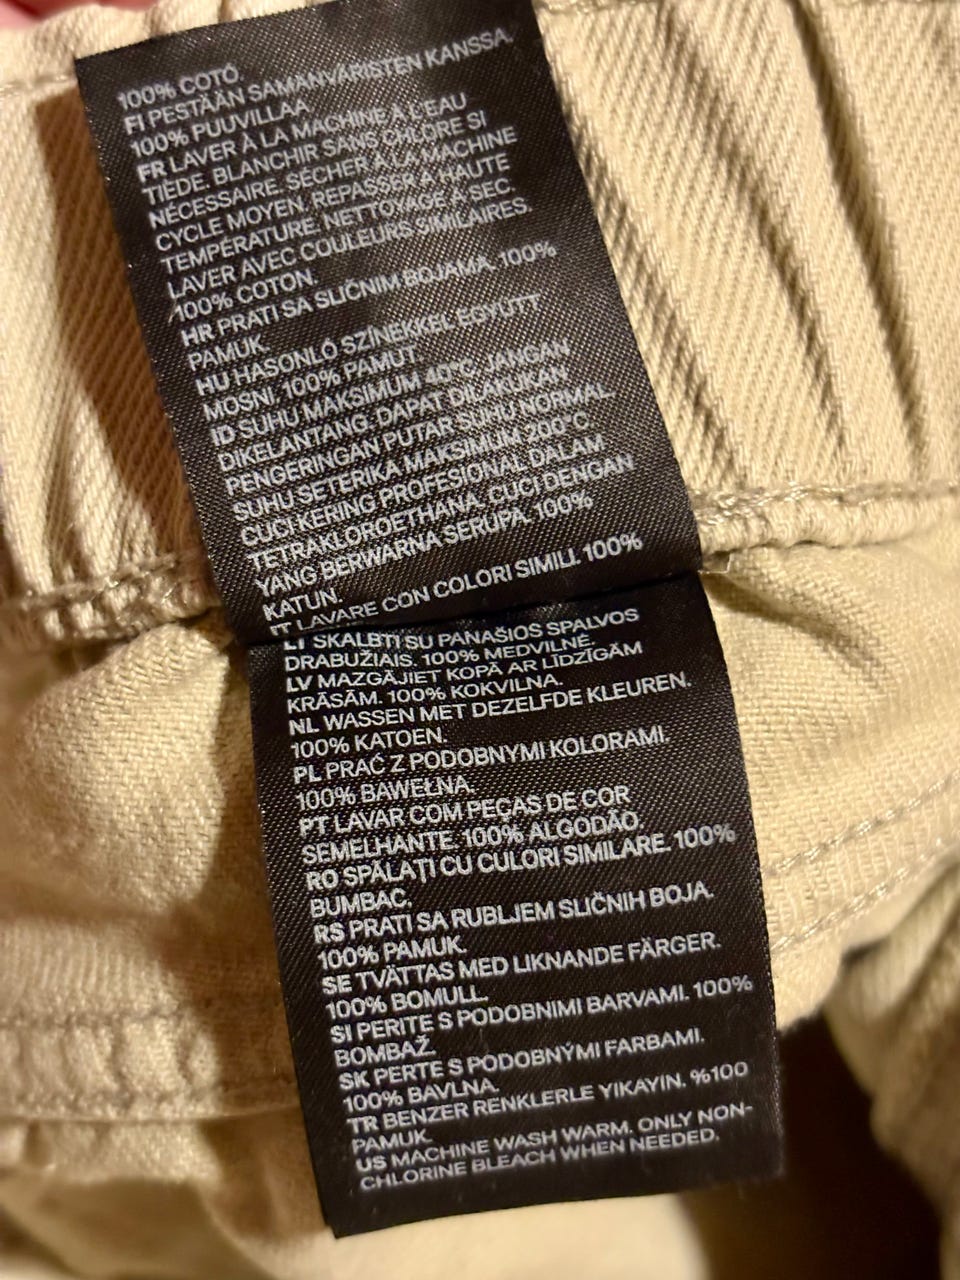 100% COTÓ.
FI PESTÄÄN SAMANVÄRISTEN KANSSA.
100% PUUVILLAA.
FR LAVER À LA MACHINE À L'EAU
TIÈDE. BLANCHIR SANS CHLORE SI
NÉCESSAIRE. SÉCHER À LA MACHINE
CYCLE MOYEN. REPASSER À HAUTE
TEMPÉRATURE. NETTOYAGE À SEC.
LAVER AVEC COULEURS SIMILAIRES.
100% COTON.
HR PRATI SA SLIČNIM BOJAMA. 100%
PAMUK.
HU HASONLÓ SZÍNEKKEL EGYÜTT
MOSNI. 100% PAMUT.
ID SUHU MAKSIMUM 40°C. JANGAN
DIKELANTANG. DAPAT DILAKUKAN
PENGERINGAN PUTAR SUHU NORMAL.
SUHU SETERIKA MAKSIMUM 200°C.
CUCI KERING PROFESIONAL DALAM
TETRAKLOROETHANA. CUCI DENGAN
YANG BERWARNA SERUPA. 100%
KATUN.
IT LAVARE CON COLORI SIMILI. 100%
LT SKALBTI SU PANAŠIOS SPALVOS
DRABUŽIAIS. 100% MEDVILNĖ.
LV MAZGĀJIET KOPĀ AR LĪDZĪGĀM
KRĀSĀM. 100% KOKVILNA.
NL WASSEN MET DEZELFDE KLEUREN.
100% KATOEN.
PL PRAĆ Z PODOBNYMI KOLORAMI.
100% BAWEŁNA.
PT LAVAR COM PEÇAS DE COR
SEMELHANTE. 100% ALGODÃO
RO SPĂLAȚI CU CULORI SIMILARE. 100%
BUMBAC.
RS PRATI SA RUBLJEM SLIČNIH BOJA.
100% PAMUK.
SE TVÄTTAS MED LIKNANDE FÄRGER.
100% BOMULL.
SI PERITE S PODOBNIMI BARVAMI. 100%
BOMBAŽ.
SK PERTE S PODOBNÝMI FARBAMI.
100% BAVLNA.
TR BENZER RENKLERLE YIKAYIN. %100
PAMUK.
US MACHINE WASH WARM. ONLY NON-
CHLORINE BLEACH WHEN NEEDED.